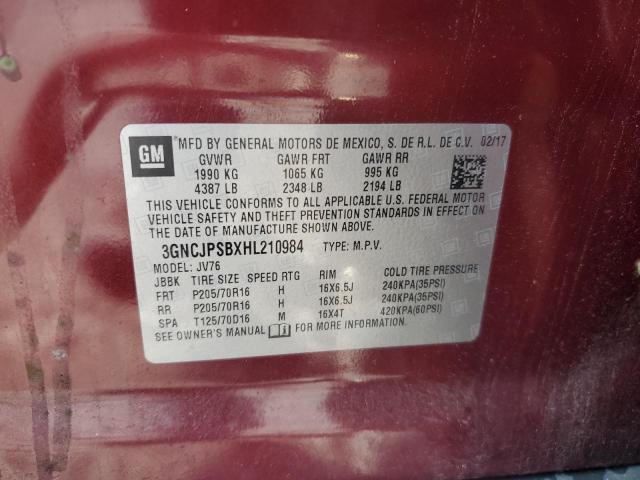 GM
MFD BY GENERAL MOTORS DE MEXICO, S. DE R.L. DE C.V. 02/17
GVWR GAWR FRT GAWR RR
1990 KG 1065 KG 995 KG
4387 LB 2348 LB 2194 LB
THIS VEHICLE CONFORMS TO ALL APPLICABLE U.S. FEDERAL MOTOR
VEHICLE SAFETY AND THEFT PREVENTION STANDARDS IN EFFECT ON
THE DATE OF MANUFACTURE SHOWN ABOVE.
3GNCJPSBXHL210984 TYPE: M.P.V.
MODEL: JV76
JBBK TIRE SIZE SPEED RTG RIM COLD TIRE PRESSURE
FRT P205/70R16 H 16X6.5J 240KPA(35PSI)
RR P205/70R16 H 16X6.5J 240KPA(35PSI)
SPA T125/70D16 M 16X4T 420KPA(60PSI)
SEE OWNER'S MANUAL FOR MORE INFORMATION.